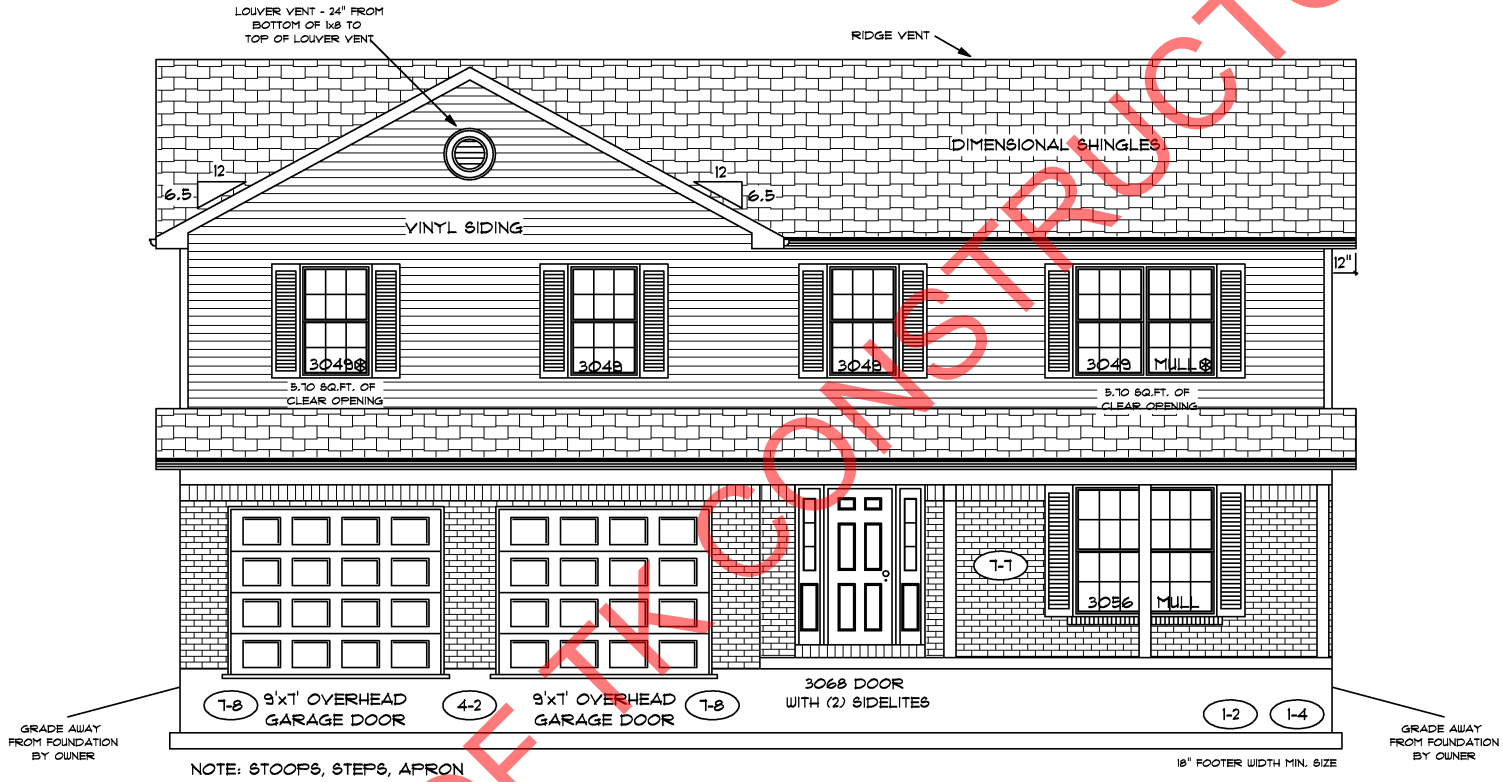 LOUVER VENT - 24" FROM
BOTTOM OF 1x8 TO
TOP OF LOUVER VENT
RIDGE VENT
DIMENSIONAL SHINGLES
12
6.5
12
6.5
VINYL SIDING
12"
3049
3049
3049
3049 MULL
5.70 SQ.FT. OF
CLEAR OPENING
5.70 SQ.FT. OF
CLEAR OPENING
7-7
3056 MULL
7-8
9'x7' OVERHEAD
GARAGE DOOR
4-2
9'x7' OVERHEAD
GARAGE DOOR
7-8
3068 DOOR
WITH (2) SIDELITES
1-2
1-4
GRADE AWAY
FROM FOUNDATION
BY OWNER
GRADE AWAY
FROM FOUNDATION
BY OWNER
NOTE: STOOPS, STEPS, APRON
18" FOOTER WIDTH MIN. SIZE
OF TK CONSTRUCT